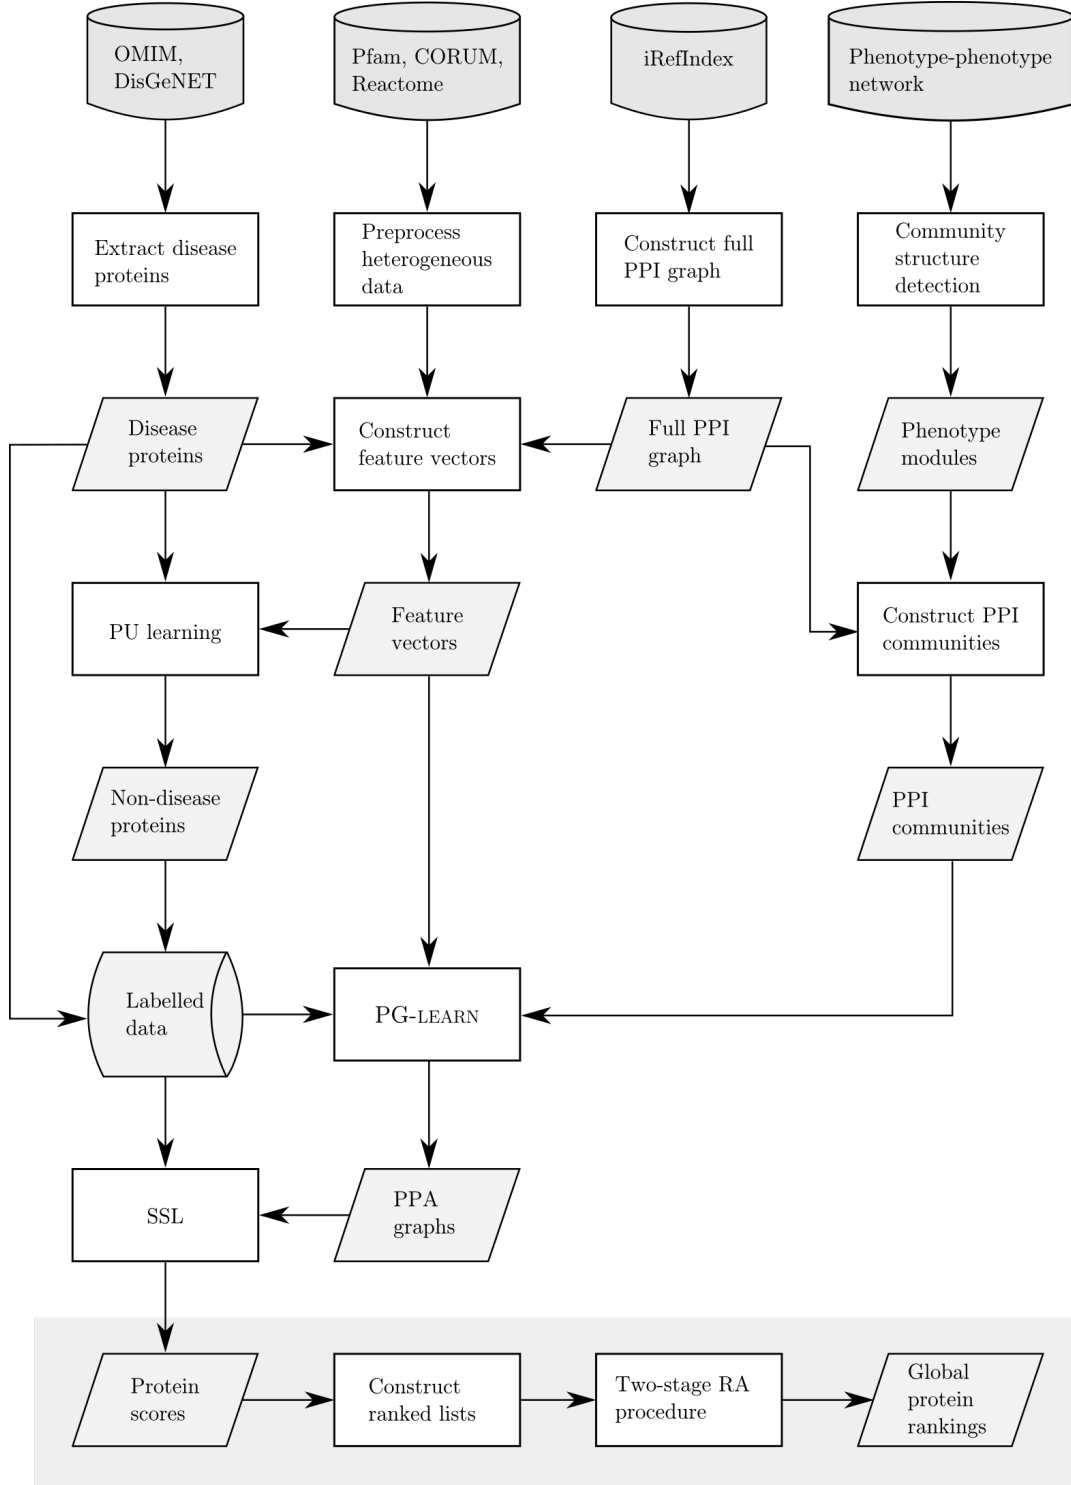 OMIM,
DisGeNET
Pfam, CORUM,
Reactome
iRefIndex
Phenotype-phenotype
network
Extract disease
proteins
Preprocess
heterogeneous
data
Construct full
PPI graph
Community
structure
detection
Disease
proteins
Construct
feature vectors
Full PPI
graph
Phenotype
modules
PU learning
Feature
vectors
Construct PPI
communities
Non-disease
proteins
PPI
communities
Labelled
data
PG-LEARN
SSL
PPA
graphs
Protein
scores
Construct
ranked lists
Two-stage RA
procedure
Global
protein
rankings